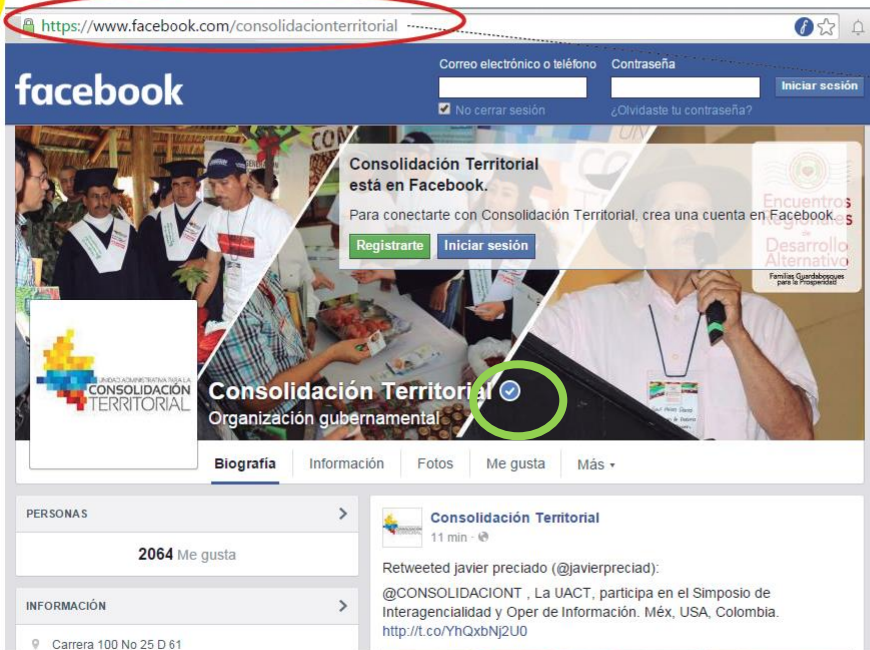 https://www.facebook.com/consolidacionterritorial
facebook
Correo electrónico o teléfono
Contraseña
Iniciar sesión
No cerrar sesión
¿Olvidaste tu contraseña?
Consolidación Territorial
está en Facebook.
Para conectarte con Consolidación Territorial, crea una cuenta en Facebook.
Registrarte
Iniciar sesión
Encuentros
Regionales
de
Desarrollo
Alternativo
Familias Guardabosques
para la Prosperidad
UNIDAD ADMINISTRATIVA PARA LA
CONSOLIDACIÓN
TERRITORIAL
Consolidación Territorial
Organización gubernamental
Biografía
Información
Fotos
Me gusta
Más
PERSONAS
2064 Me gusta
INFORMACIÓN
Carrera 100 No 25 D 61
Consolidación Territorial
11 min ·
Retweeted javier preciado (@javierpreciad):
@CONSOLIDACIONT , La UACT, participa en el Simposio de
Interagencialidad y Oper de Información. Méx, USA, Colombia.
http://t.co/YhQxbNj2U0